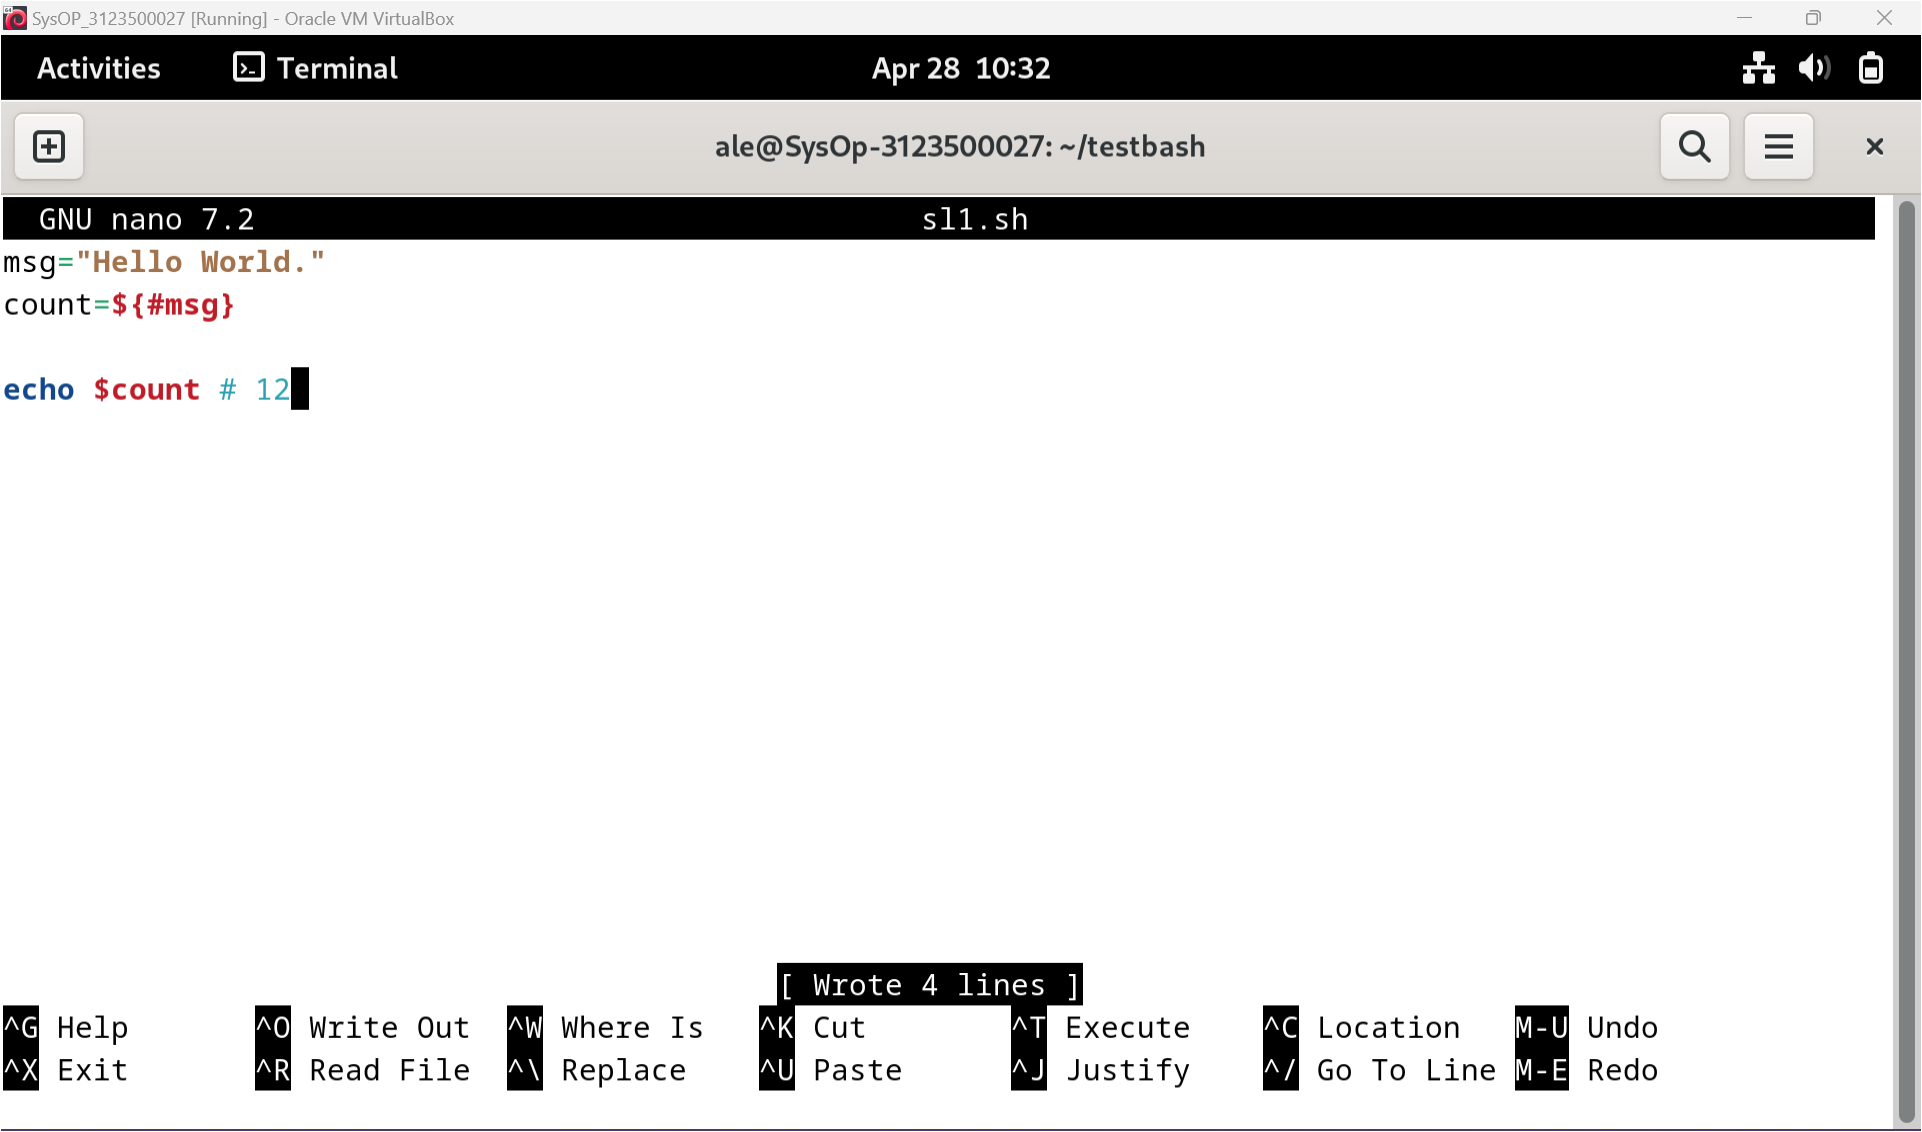 SysOP_3123500027 [Running] - Oracle VM VirtualBox
Activities Terminal Apr 28 10:32
ale@SysOp-3123500027: ~/testbash
GNU nano 7.2 sl1.sh
msg="Hello World."
count=${#msg}
echo $count # 12
[ Wrote 4 lines ]
^G Help ^O Write Out ^W Where Is ^K Cut ^T Execute ^C Location M-U Undo
^X Exit ^R Read File ^\ Replace ^U Paste ^J Justify ^/ Go To Line M-E Redo